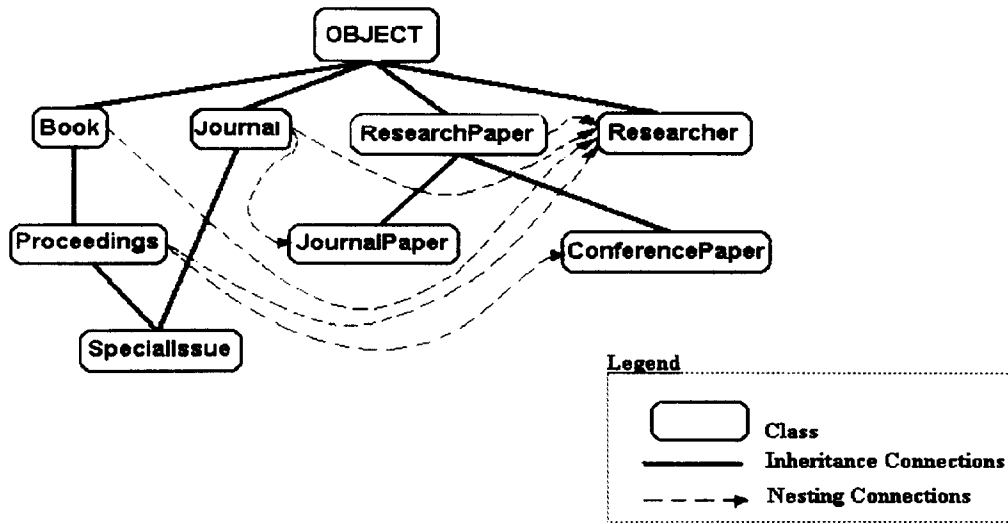 OBJECT
Book
Journal
ResearchPaper
Researcher
Proceedings
JournalPaper
ConferencePaper
SpecialIssue
Legend
Class
Inheritance Connections
Nesting Connections